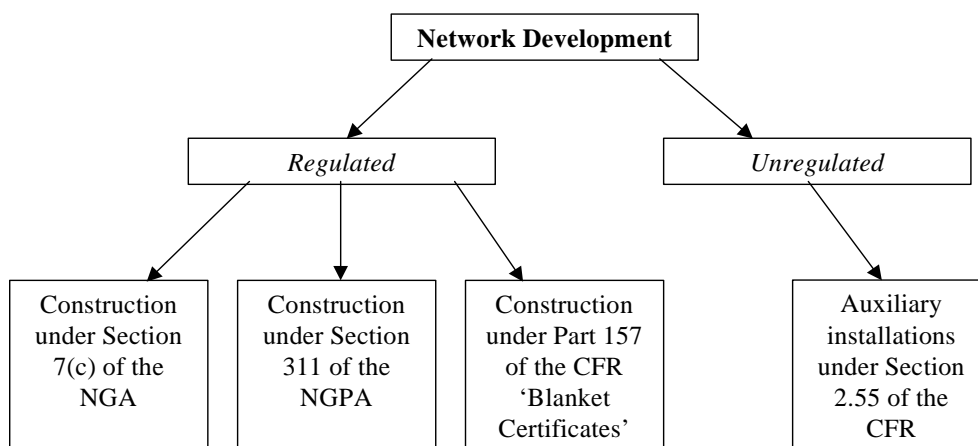 Network Development
Regulated
Unregulated
Construction
under Section
7(c) of the
NGA
Construction
under Section
311 of the
NGPA
Construction
under Part 157
of the CFR
‘Blanket
Certificates’
Auxiliary
installations
under Section
2.55 of the
CFR